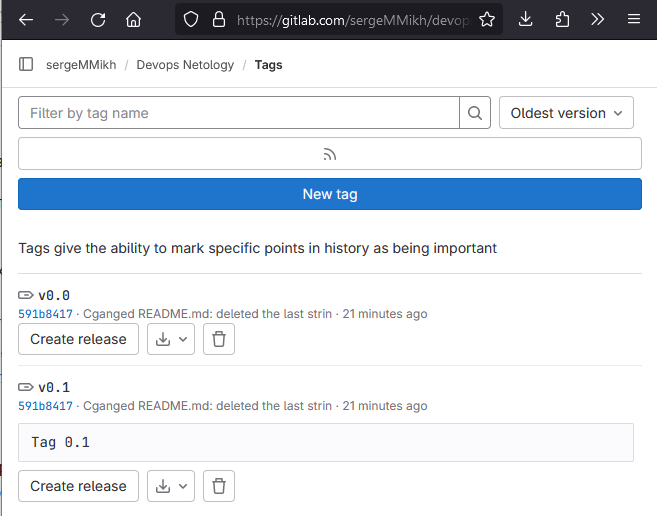 https://gitlab.com/sergeMMikh/devop
sergeMMikh / Devops Netology / Tags
Filter by tag name
Oldest version
New tag
Tags give the ability to mark specific points in history as being important
v0.0
591b8417 · Cganged README.md: deleted the last strin · 21 minutes ago
Create release
v0.1
591b8417 · Cganged README.md: deleted the last strin · 21 minutes ago
Tag 0.1
Create release